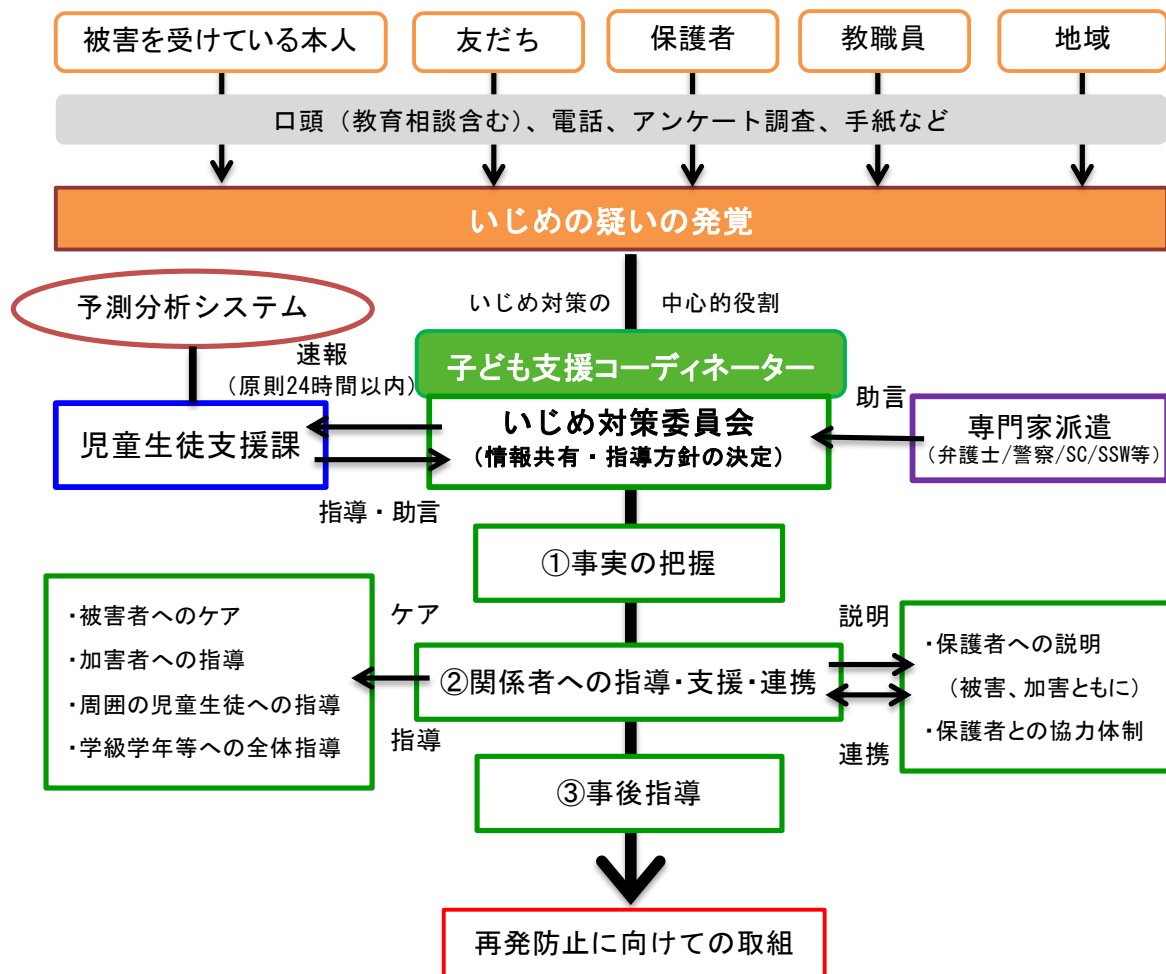 被害を受けている本人
友だち
保護者
教職員
地域
口頭（教育相談含む）、電話、アンケート調査、手紙など
いじめの疑いの発覚
予測分析システム
いじめ対策の 中心的役割
速報
（原則24時間以内）
子ども支援コーディネーター
いじめ対策委員会
（情報共有・指導方針の決定）
児童生徒支援課
助言
専門家派遣
（弁護士/警察/SC/SSW等）
指導・助言
①事実の把握
・被害者へのケア
・加害者への指導
・周囲の児童生徒への指導
・学級学年等への全体指導
ケア
指導
②関係者への指導・支援・連携
説明
連携
・保護者への説明
（被害、加害ともに）
・保護者との協力体制
③事後指導
再発防止に向けての取組